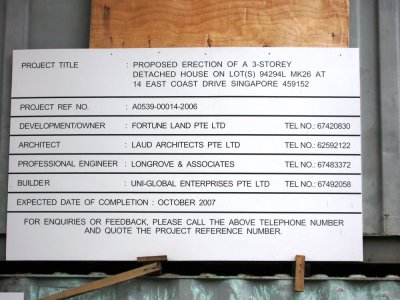 PROJECT TITLE : PROPOSED ERECTION OF A 3-STOREY
DETACHED HOUSE ON LOT(S) 94294L MK26 AT
14 EAST COAST DRIVE SINGAPORE 459152
PROJECT REF NO. : A0539-00014-2006
DEVELOPMENT/OWNER : FORTUNE LAND PTE LTD TEL NO.: 67420830
ARCHITECT : LAUD ARCHITECTS PTE LTD TEL NO.: 62592122
PROFESSIONAL ENGINEER : LONGROVE & ASSOCIATES TEL NO.: 67483372
BUILDER : UNI-GLOBAL ENTERPRISES PTE LTD TEL NO.: 67492058
EXPECTED DATE OF COMPLETION : OCTOBER 2007
FOR ENQUIRIES OR FEEDBACK, PLEASE CALL THE ABOVE TELEPHONE NUMBER
AND QUOTE THE PROJECT REFERENCE NUMBER.